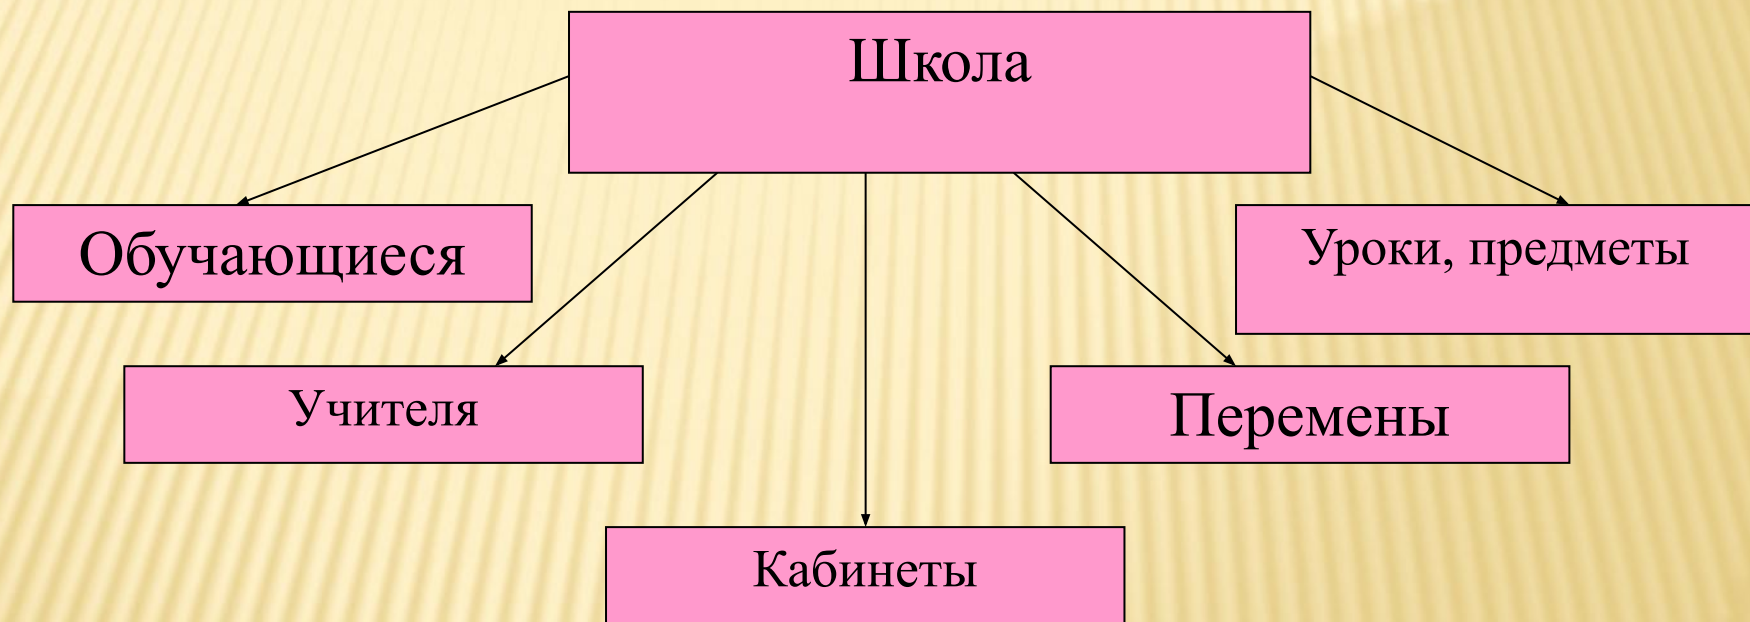 Школа
Обучающиеся
Уроки, предметы
Учителя
Перемены
Кабинеты